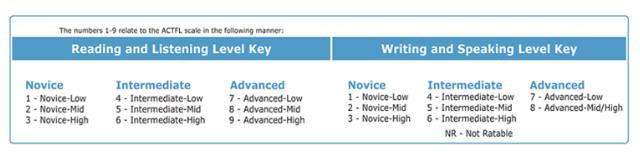 The numbers 1-9 relate to the ACTFL scale in the following manner:
Reading and Listening Level Key
Novice Intermediate Advanced
1 - Novice-Low 4 - Intermediate-Low 7 - Advanced-Low
2 - Novice-Mid 5 - Intermediate-Mid 8 - Advanced-Mid
3 - Novice-High 6 - Intermediate-High 9 - Advanced-High
Writing and Speaking Level Key
Novice Intermediate Advanced
1 - Novice-Low 4 - Intermediate-Low 7 - Advanced-Low
2 - Novice-Mid 5 - Intermediate-Mid 8 - Advanced-Mid/High
3 - Novice-High 6 - Intermediate-High
NR - Not Ratable